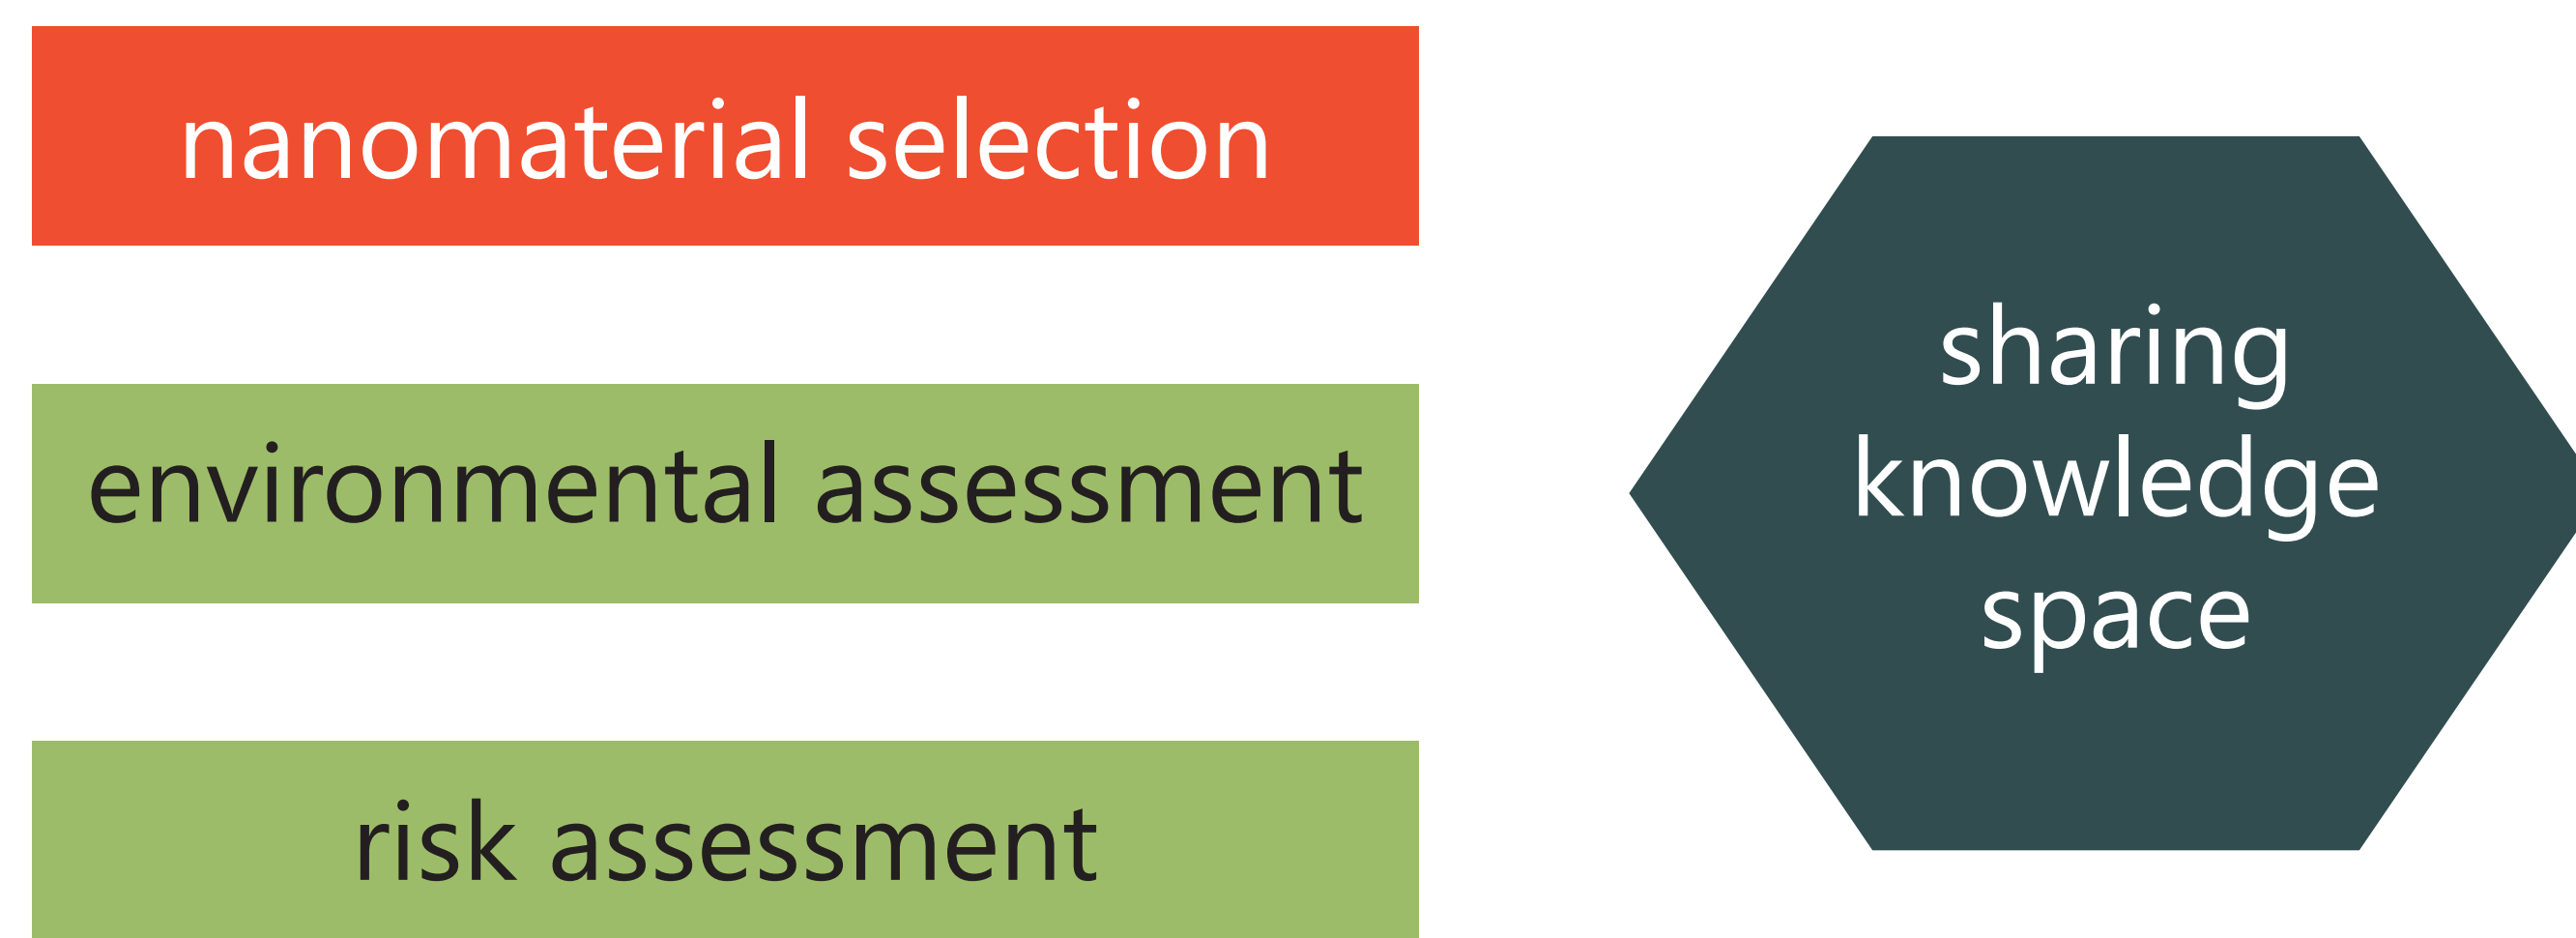 nanomaterial selection
environmental assessment
risk assessment
sharing
knowledge
space